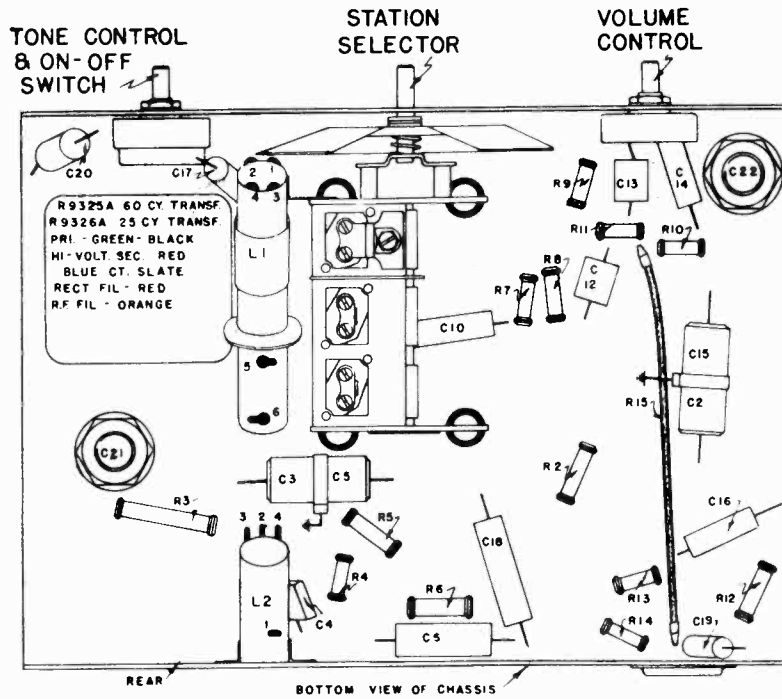 TONE CONTROL
& ON-OFF
SWITCH
STATION
SELECTOR
VOLUME
CONTROL
C20
C17
2 1
4 3
R9
C13
C
14
C22
R9325A 60 CY. TRANSF.
R9326A 25 CY TRANSF.
PRI. - GREEN - BLACK
HI-VOLT. SEC. RED
BLUE CT. SLATE
RECT FIL - RED
R.F. FIL - ORANGE
L1
R11
R10
R7
R8
C
12
C10
C15
5
R15
C2
6
C21
C3
C5
R2
R3
3 2 4
R5
C18
C16
R4
L2
R6
R13
R12
C4
1
C5
R14
C19
REAR
BOTTOM VIEW OF CHASSIS